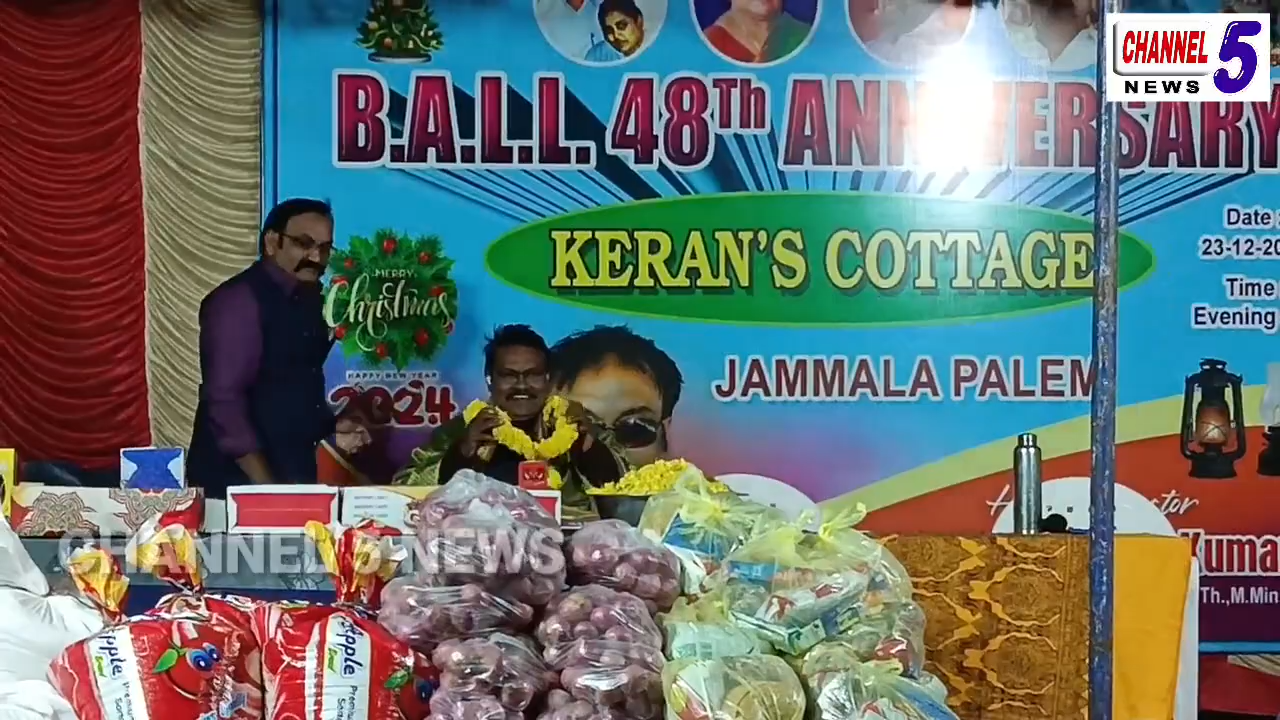 CHANNEL 5
NEWS
B.A.L.L. 48Th ANNIVERSARY
KERAN'S COTTAGE
Date
23-12-20
Time
Evening
MERRY
Christmas
HAPPY NEW YEAR
2024
JAMMALA PALEM
Kuma
Th.,M.Min
CHANNEL 5 NEWS
Apple
Apple